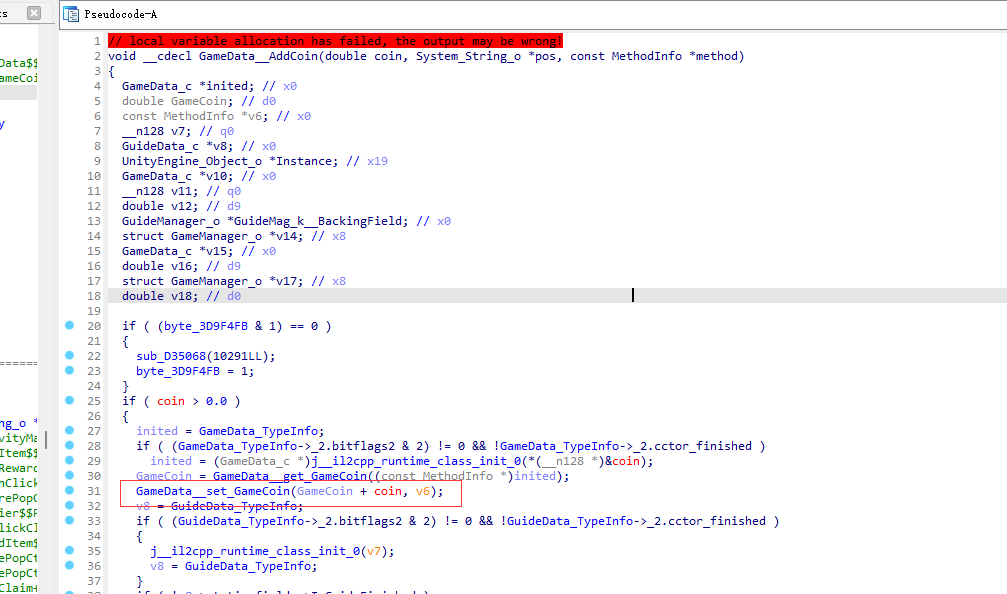 ts
Pseudocode-A
Data$$
GameCoi
y
ng_o *
vityMa
Item$$
Reward
nClick
rePopC
ier$$R
lickCl
dItem$
ePopCt
ePopCt
Claim+
1 // local variable allocation has failed, the output may be wrong!
2 void __cdecl GameData__AddCoin(double coin, System_String_o *pos, const MethodInfo *method)
3 {
4 GameData_c *inited; // x0
5 double GameCoin; // d0
6 const MethodInfo *v6; // x0
7 __n128 v7; // q0
8 GuideData_c *v8; // x0
9 UnityEngine_Object_o *Instance; // x19
10 GameData_c *v10; // x0
11 __n128 v11; // q0
12 double v12; // d9
13 GuideManager_o *GuideMag_k__BackingField; // x0
14 struct GameManager_o *v14; // x8
15 GameData_c *v15; // x0
16 double v16; // d9
17 struct GameManager_o *v17; // x8
18 double v18; // d0
19
20 if ( (byte_3D9F4FB & 1) == 0 )
21 {
22 sub_D35068(10291LL);
23 byte_3D9F4FB = 1;
24 }
25 if ( coin > 0.0 )
26 {
27 inited = GameData_TypeInfo;
28 if ( (GameData_TypeInfo->_2.bitflags2 & 2) != 0 && !GameData_TypeInfo->_2.cctor_finished )
29 inited = (GameData_c *)j__il2cpp_runtime_class_init_0(*(__n128 *)&coin);
30 GameCoin = GameData__get_GameCoin((const MethodInfo *)inited);
31 GameData__set_GameCoin(GameCoin + coin, v6);
32 v8 = GuideData_TypeInfo;
33 if ( (GuideData_TypeInfo->_2.bitflags2 & 2) != 0 && !GuideData_TypeInfo->_2.cctor_finished )
34 {
35 j__il2cpp_runtime_class_init_0(v7);
36 v8 = GuideData_TypeInfo;
37 }